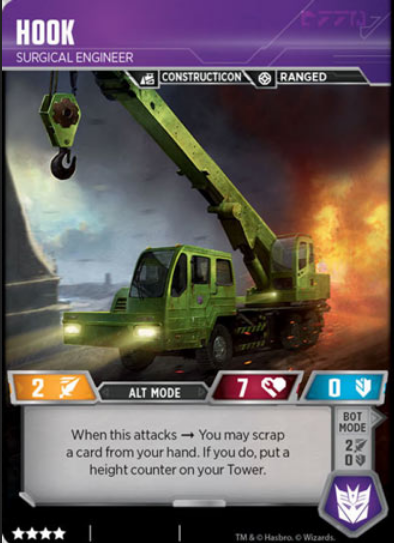 HOOK
SURGICAL ENGINEER
CONSTRUCTICON RANGED
2 ALT MODE 7 0
When this attacks → You may scrap
a card from your hand. If you do, put a
height counter on your Tower.
BOT
MODE
2
0
TM & © Hasbro. © Wizards.